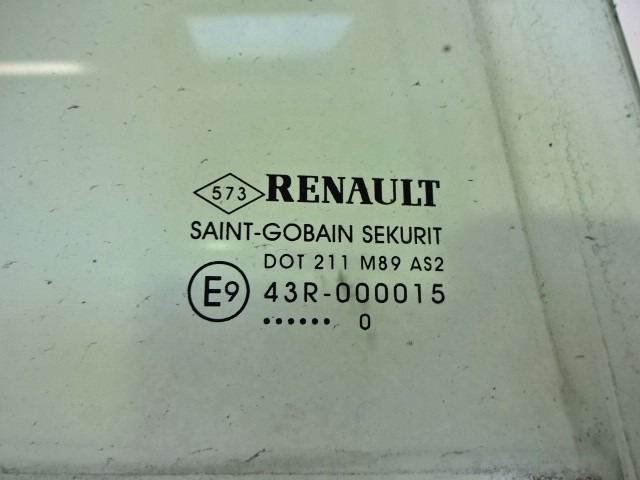 573 RENAULT
SAINT-GOBAIN SEKURIT
DOT 211 M89 AS2
E9 43R-000015
...... 0